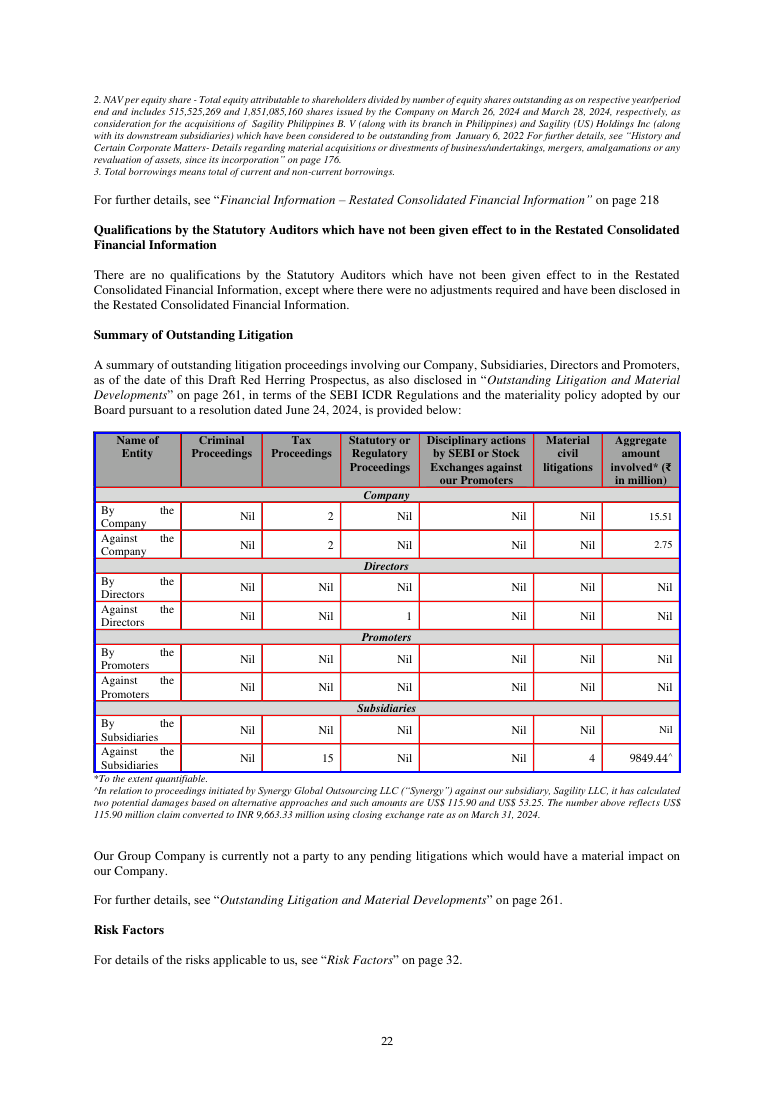 2. NAV per equity share - Total equity attributable to shareholders divided by number of equity shares outstanding as on respective year/period
end and includes 515,525,269 and 1,851,085,160 shares issued by the Company on March 26, 2024 and March 28, 2024, respectively, as
consideration for the acquisitions of Sagility Philippines B. V (along with its branch in Philippines) and Sagility (US) Holdings Inc (along
with its downstream subsidiaries) which have been considered to be outstanding from January 6, 2022 For further details, see “History and
Certain Corporate Matters- Details regarding material acquisitions or divestments of business/undertakings, mergers, amalgamations or any
revaluation of assets, since its incorporation” on page 176.
3. Total borrowings means total of current and non-current borrowings.
For further details, see “Financial Information – Restated Consolidated Financial Information” on page 218
Qualifications by the Statutory Auditors which have not been given effect to in the Restated Consolidated
Financial Information
There are no qualifications by the Statutory Auditors which have not been given effect to in the Restated
Consolidated Financial Information, except where there were no adjustments required and have been disclosed in
the Restated Consolidated Financial Information.
Summary of Outstanding Litigation
A summary of outstanding litigation proceedings involving our Company, Subsidiaries, Directors and Promoters,
as of the date of this Draft Red Herring Prospectus, as also disclosed in “Outstanding Litigation and Material
Developments” on page 261, in terms of the SEBI ICDR Regulations and the materiality policy adopted by our
Board pursuant to a resolution dated June 24, 2024, is provided below:
Name of Entity Criminal Proceedings Tax Proceedings Statutory or Regulatory Proceedings Disciplinary actions by SEBI or Stock Exchanges against our Promoters Material civil litigations Aggregate amount involved* (₹ in million)
Company
By the Company Nil 2 Nil Nil Nil 15.51
Against the Company Nil 2 Nil Nil Nil 2.75
Directors
By the Directors Nil Nil Nil Nil Nil Nil
Against the Directors Nil Nil 1 Nil Nil Nil
Promoters
By the Promoters Nil Nil Nil Nil Nil Nil
Against the Promoters Nil Nil Nil Nil Nil Nil
Subsidiaries
By the Subsidiaries Nil Nil Nil Nil Nil Nil
Against the Subsidiaries Nil 15 Nil Nil 4 9849.44^
*To the extent quantifiable.
^In relation to proceedings initiated by Synergy Global Outsourcing LLC (“Synergy”) against our subsidiary, Sagility LLC, it has calculated
two potential damages based on alternative approaches and such amounts are US$ 115.90 and US$ 53.25. The number above reflects US$
115.90 million claim converted to INR 9,663.33 million using closing exchange rate as on March 31, 2024.
Our Group Company is currently not a party to any pending litigations which would have a material impact on
our Company.
For further details, see “Outstanding Litigation and Material Developments” on page 261.
Risk Factors
For details of the risks applicable to us, see “Risk Factors” on page 32.
22